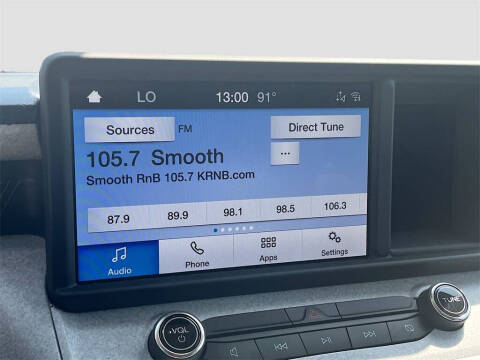 LO 13:00 91°
Sources FM Direct Tune
105.7 Smooth
...
Smooth RnB 105.7 KRNB.com
87.9 89.9 98.1 98.5 106.3
Audio Phone Apps Settings
VOL TUNE